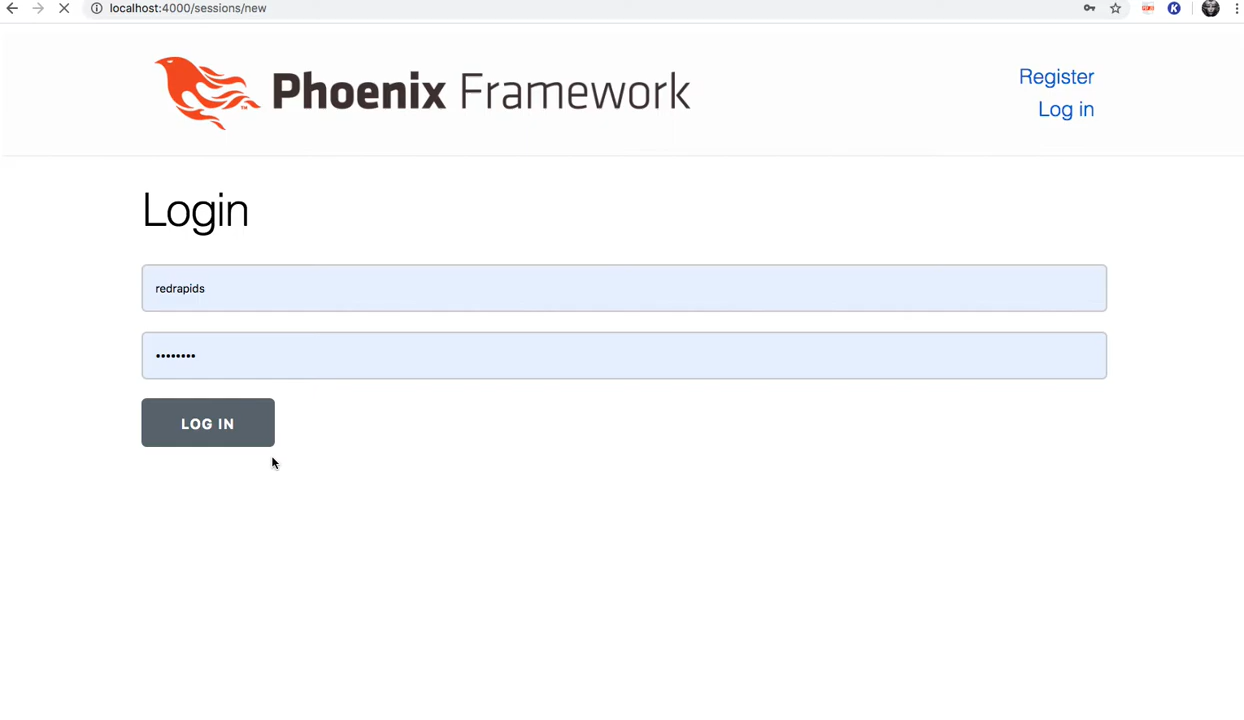 localhost:4000/sessions/new
Phoenix Framework
Register
Log in
Login
redrapids
••••••••
LOG IN